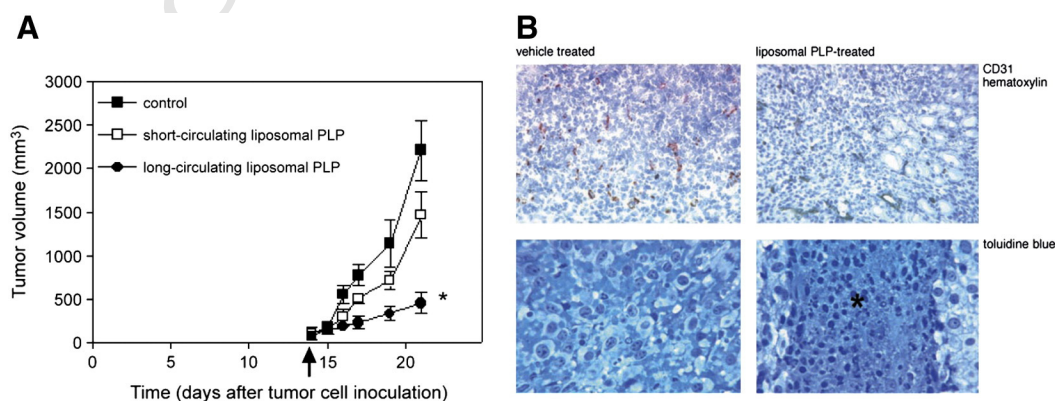 A
3000
2500
2000
1500
1000
500
0
Tumor volume (mm³)
control
short-circulating liposomal PLP
long-circulating liposomal PLP
*
0 5 10 15 20
Time (days after tumor cell inoculation)
B
vehicle treated
liposomal PLP-treated
CD31
hematoxylin
toluidine blue
*